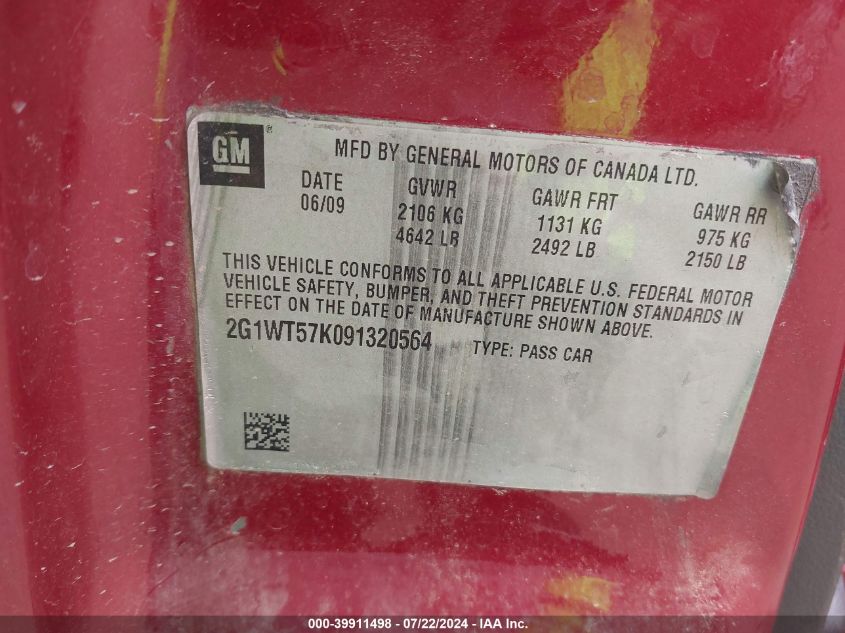 GM ®
MFD BY GENERAL MOTORS OF CANADA LTD.
DATE GVWR GAWR FRT GAWR RR
06/09 2106 KG 1131 KG 975 KG
4642 LB 2492 LB 2150 LB
THIS VEHICLE CONFORMS TO ALL APPLICABLE U.S. FEDERAL MOTOR
VEHICLE SAFETY, BUMPER, AND THEFT PREVENTION STANDARDS IN
EFFECT ON THE DATE OF MANUFACTURE SHOWN ABOVE.
2G1WT57K091320564 TYPE: PASS CAR
000-39911498 - 07/22/2024 - IAA Inc.